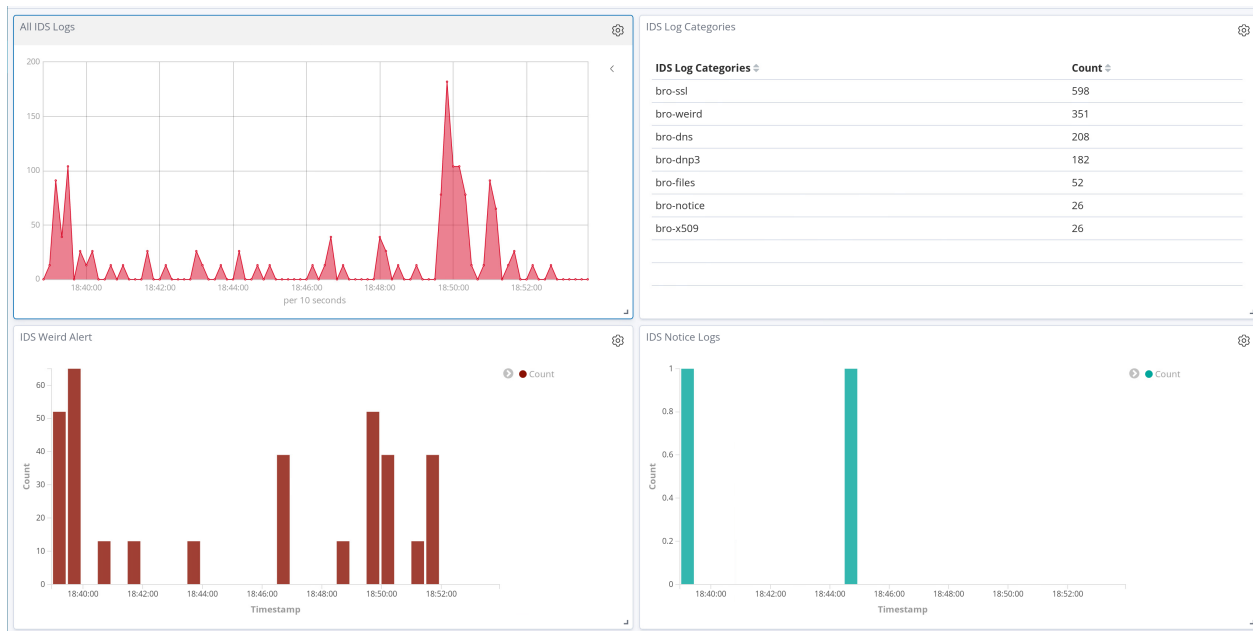 All IDS Logs
200
150
100
50
0
18:40:00 18:42:00 18:44:00 18:46:00 18:48:00 18:50:00 18:52:00
per 10 seconds
IDS Log Categories
IDS Log Categories Count
bro-ssl 598
bro-weird 351
bro-dns 208
bro-dnp3 182
bro-files 52
bro-notice 26
bro-x509 26
IDS Weird Alert
Count
60
50
40
30
20
10
0
Count
18:40:00 18:42:00 18:44:00 18:46:00 18:48:00 18:50:00 18:52:00
Timestamp
IDS Notice Logs
Count
1
0.8
0.6
0.4
0.2
0
Count
18:40:00 18:42:00 18:44:00 18:46:00 18:48:00 18:50:00 18:52:00
Timestamp